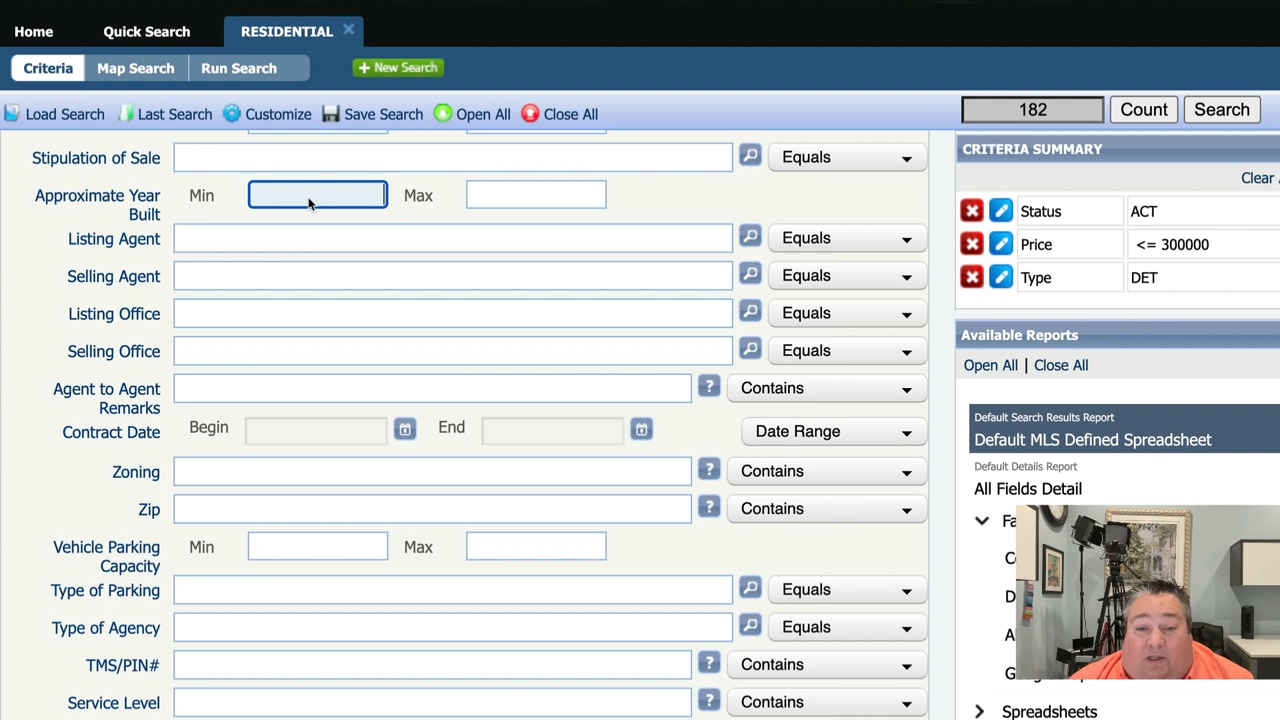 Home
Quick Search
RESIDENTIAL
Criteria
Map Search
Run Search
New Search
Load Search
Last Search
Customize
Save Search
Open All
Close All
182
Count
Search
Stipulation of Sale
Equals
Approximate Year
Built
Min
Max
Listing Agent
Equals
Selling Agent
Equals
Listing Office
Equals
Selling Office
Equals
Agent to Agent
Remarks
? Contains
Contract Date
Begin
End
Date Range
Zoning
? Contains
Zip
? Contains
Vehicle Parking
Capacity
Min
Max
Type of Parking
Equals
Type of Agency
Equals
TMS/PIN#
? Contains
Service Level
? Contains
CRITERIA SUMMARY
Clear
Status ACT
Price <= 300000
Type DET
Available Reports
Open All | Close All
Default Search Results Report
Default MLS Defined Spreadsheet
Default Details Report
All Fields Detail
Spreadsheets